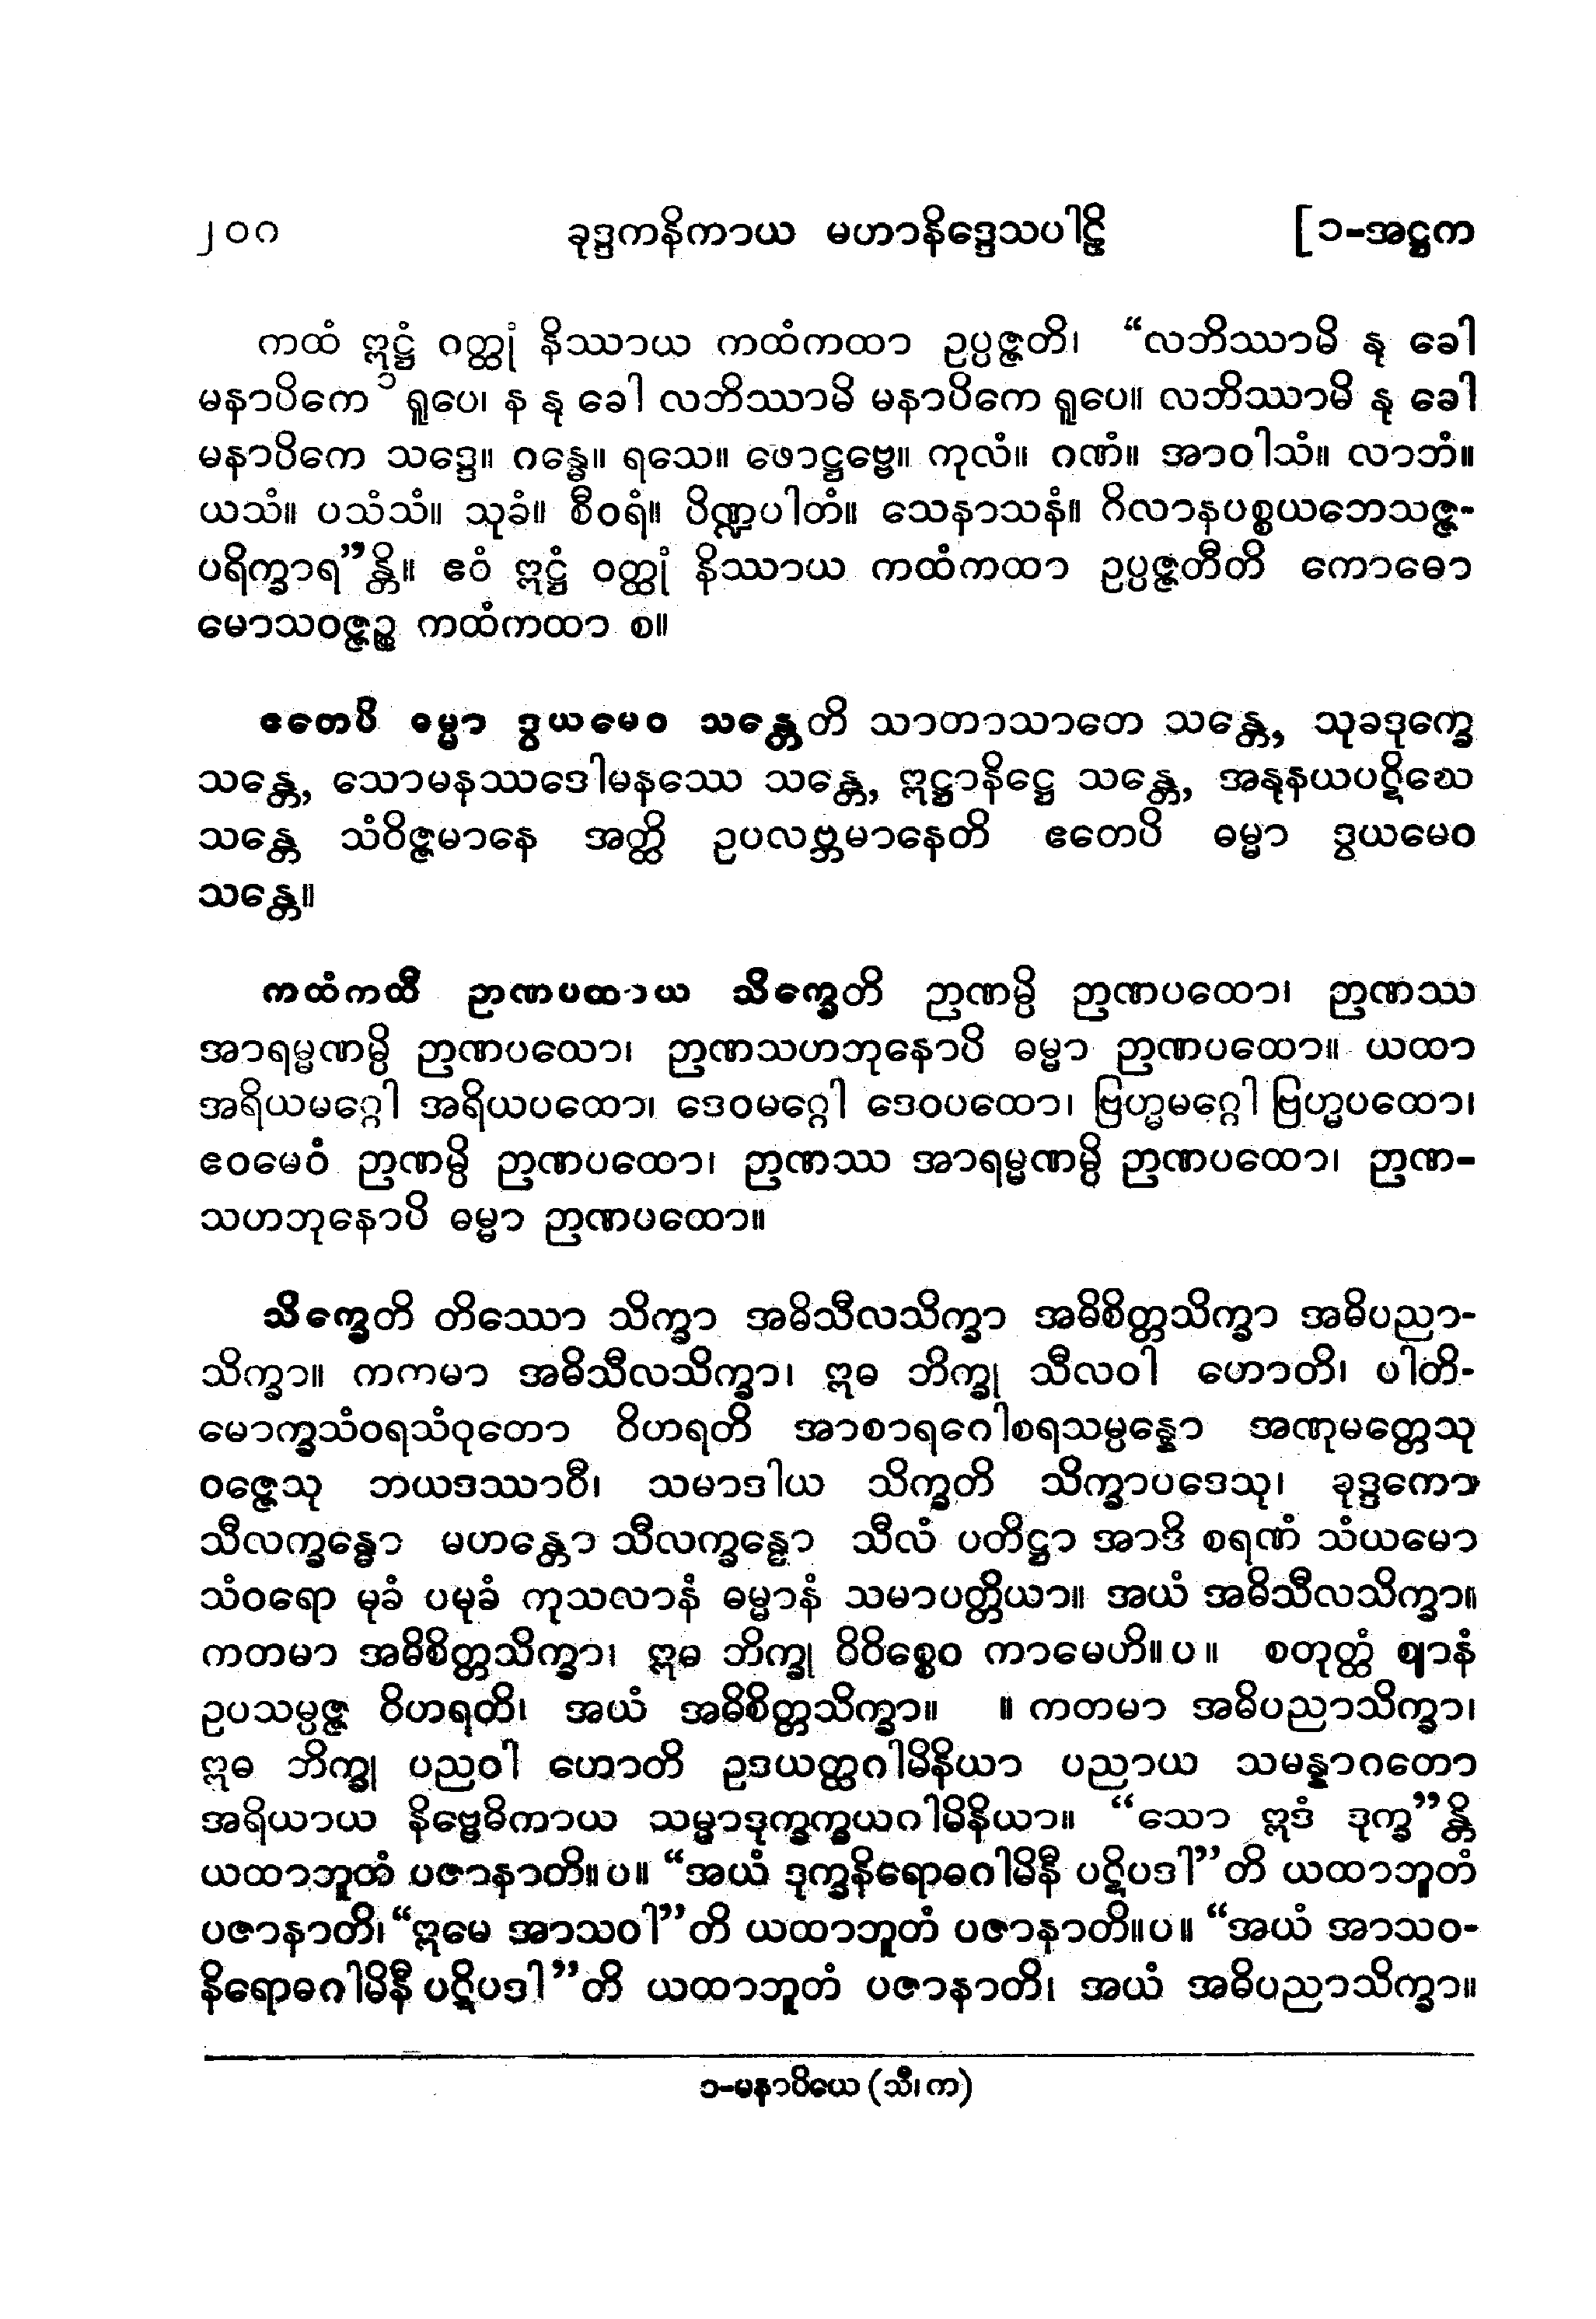 ၂၀ဂ ခုဒ္ဒကနိကာယ မဟာနိဒ္ဒေသပါဠိ [၁-အဋ္ဌက
ကထံ ဣဋ္ဌံ ဂတ္ထုံ နိဿာယ ကထံကထာ ဥပ္ပဇ္ဇတိ၊ “လဘိဿာမိ နု ခေါ
မနာပိကေ ၁ ရူပေ၊ န နု ခေါ လဘိဿာမိ မနာပိကေ ရူပေ။ လဘိဿာမိ နု ခေါ
မနာပိကေ သဒ္ဒေ။ ဂန္ဓေ။ ရသေ။ ဖောဋ္ဌဗ္ဗေ။ ကုလံ။ ဂဏံ။ အာဝါသံ။ လာဘံ။
ယသံ။ ပသံသံ။ သုခံ။ စီဝရံ။ ပိဏ္ဍပါတံ။ သေနာသနံ။ ဂိလာနပစ္စယဘေသဇ္ဇ-
ပရိက္ခာရ”န္တိ။ ဧဝံ ဣဋ္ဌံ ဝတ္ထုံ နိဿာယ ကထံကထာ ဥပ္ပဇ္ဇတီတိ ကောဓော
မောသဝဇ္ဇဉ္စ ကထံကထာ စ။
ဧတေပိ ဓမ္မာ ဒွယမေဝ သန္တေတိ သာတာသာတေ သန္တေ, သုခဒုက္ခေ
သန္တေ, သောမနဿဒေါမနဿေ သန္တေ, ဣဋ္ဌာနိဋ္ဌေ သန္တေ, အနုနယပဋိဃေ
သန္တေ သံဝိဇ္ဇမာနေ အတ္ထိ ဥပလဗ္ဘမာနေတိ ဧတေပိ ဓမ္မာ ဒွယမေဝ
သန္တေ။
ကထံကထီ ဉာဏပထာယ သိက္ခေတိ ဉာဏမ္ပိ ဉာဏပထော၊ ဉာဏဿ
အာရမ္မဏမ္ပိ ဉာဏပထော၊ ဉာဏသဟဘုနောပိ ဓမ္မာ ဉာဏပထော။ ယထာ
အရိယမဂ္ဂေါ အရိယပထော၊ ဒေဝမဂ္ဂေါ ဒေဝပထော၊ ဗြဟ္မမဂ္ဂေါ ဗြဟ္မပထော၊
ဧဝမေဝံ ဉာဏမ္ပိ ဉာဏပထော၊ ဉာဏဿ အာရမ္မဏမ္ပိ ဉာဏပထော၊ ဉာဏ-
သဟဘုနောပိ ဓမ္မာ ဉာဏပထော။
သိက္ခေတိ တိဿော သိက္ခာ အဓိသီလသိက္ခာ အဓိစိတ္တသိက္ခာ အဓိပညာ-
သိက္ခာ။ ကကမာ အဓိသီလသိက္ခာ၊ ဣဓ ဘိက္ခု သီလဝါ ဟောတိ၊ ပါတိ-
မောက္ခသံဝရသံဝုတော ဝိဟရတိ အာစာရဂေါစရသမ္ပန္နော အဏုမတ္တေသု
ဝဇ္ဇေသု ဘယဒဿာဝီ၊ သမာဒါယ သိက္ခတိ သိက္ခာပဒေသု၊ ခုဒ္ဒကော
သီလက္ခန္ဓော မဟန္တော သီလက္ခန္ဓော သီလံ ပတိဋ္ဌာ အာဒိ စရဏံ သံယမော
သံဝရော မုခံ ပမုခံ ကုသလာနံ ဓမ္မာနံ သမာပတ္တိယာ။ အယံ အဓိသီလသိက္ခာ။
ကတမာ အဓိစိတ္တသိက္ခာ၊ ဣဓ ဘိက္ခု ဝိဝိစ္စေဝ ကာမေဟိ။ပ။ စတုတ္ထံ ဈာနံ
ဥပသမ္ပဇ္ဇ ဝိဟရတိ၊ အယံ အဓိစိတ္တသိက္ခာ။ ။ ကတမာ အဓိပညာသိက္ခာ၊
ဣဓ ဘိက္ခု ပညဝါ ဟောတိ ဥဒယတ္ထဂါမိနိယာ ပညာယ သမန္နာဂတော
အရိယာယ နိဗ္ဗေဓိကာယ သမ္မာဒုက္ခက္ခယဂါမိနိယာ။ “သော ဣဒံ ဒုက္ခ”န္တိ
ယထာဘူတံ ပဇာနာတိ။ပ။ “အယံ ဒုက္ခနိရောဓဂါမိနီ ပဋိပဒါ”တိ ယထာဘူတံ
ပဇာနာတိ၊ “ဣမေ အာသဝါ”တိ ယထာဘူတံ ပဇာနာတိ။ပ။ “အယံ အာသဝ-
နိရောဓဂါမိနီ ပဋိပဒါ”တိ ယထာဘူတံ ပဇာနာတိ၊ အယံ အဓိပညာသိက္ခာ။
၁-မနာပိယေ (သီ၊ က)